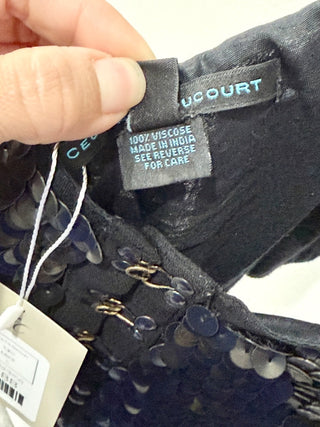 UCOURT
CE
100% VISCOSE
MADE IN INDIA
SEE REVERSE
FOR CARE